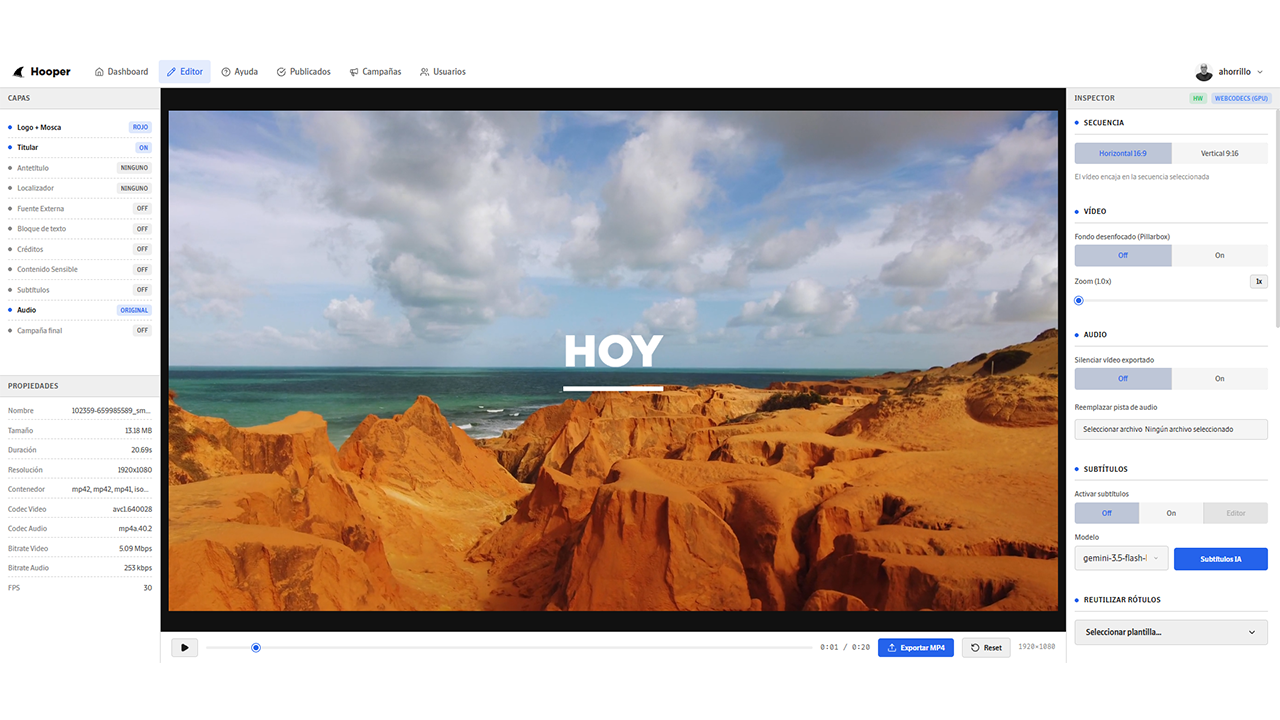 Hooper
Dashboard
Editor
Ayuda
Publicados
Campañas
Usuarios
ahorrillo
CAPAS
Logo + Mosca ROJO
Titular ON
Antetítulo NINGUNO
Localizador NINGUNO
Fuente Externa OFF
Bloque de texto OFF
Créditos OFF
Contenido Sensible OFF
Subtítulos OFF
Audio ORIGINAL
Campaña final OFF
PROPIEDADES
Nombre 102359-659985589_sm...
Tamaño 13.18 MB
Duración 20.69s
Resolución 1920x1080
Contenedor mp42, mp42, mp41, iso...
Codec Video avc1.640028
Codec Audio mp4a.40.2
Bitrate Video 5.09 Mbps
Bitrate Audio 253 kbps
FPS 30
HOY
0:01 / 0:20
Exportar MP4
Reset
1920×1080
INSPECTOR HW WEBCODECS (GPU)
SECUENCIA
Horizontal 16:9 Vertical 9:16
El vídeo encaja en la secuencia seleccionada
VÍDEO
Fondo desenfocado (Pillarbox)
Off On
Zoom (1.0x) 1x
AUDIO
Silenciar vídeo exportado
Off On
Reemplazar pista de audio
Seleccionar archivo Ningún archivo seleccionado
SUBTÍTULOS
Activar subtítulos
Off On Editor
Modelo
gemini-3.5-flash-l Subtítulos IA
REUTILIZAR RÓTULOS
Seleccionar plantilla...